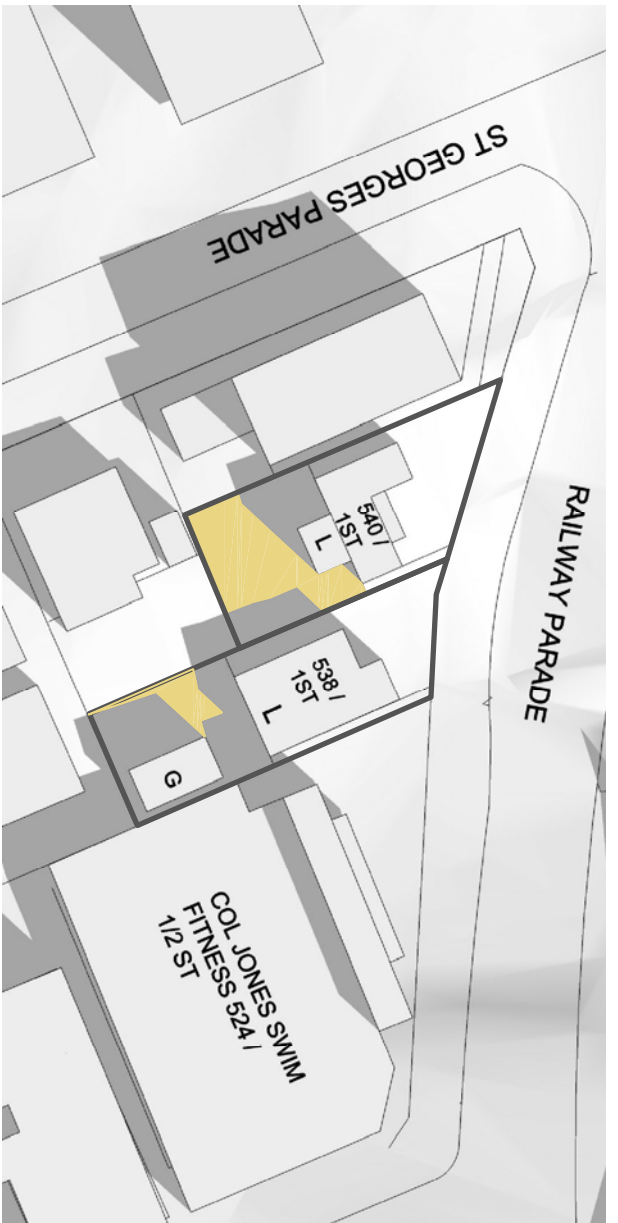 ST GEORGES PARADE
RAILWAY PARADE
540 /
1ST
L
538 /
1ST
L
G
COL JONES SWIM
FITNESS 524 /
1/2 ST